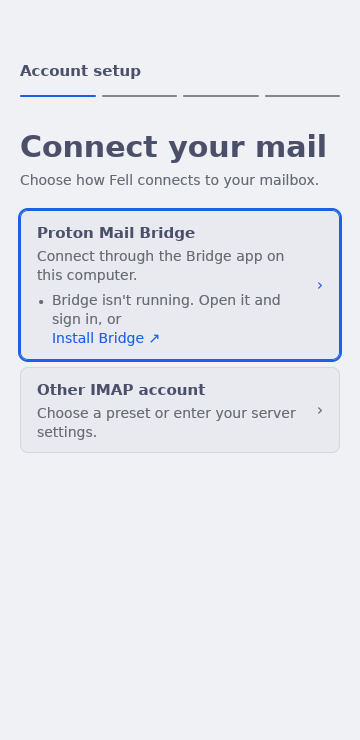 Account setup
Connect your mail
Choose how Fell connects to your mailbox.
Proton Mail Bridge
Connect through the Bridge app on
this computer.
• Bridge isn't running. Open it and
sign in, or
Install Bridge ↗
›
Other IMAP account
Choose a preset or enter your server
settings.
›